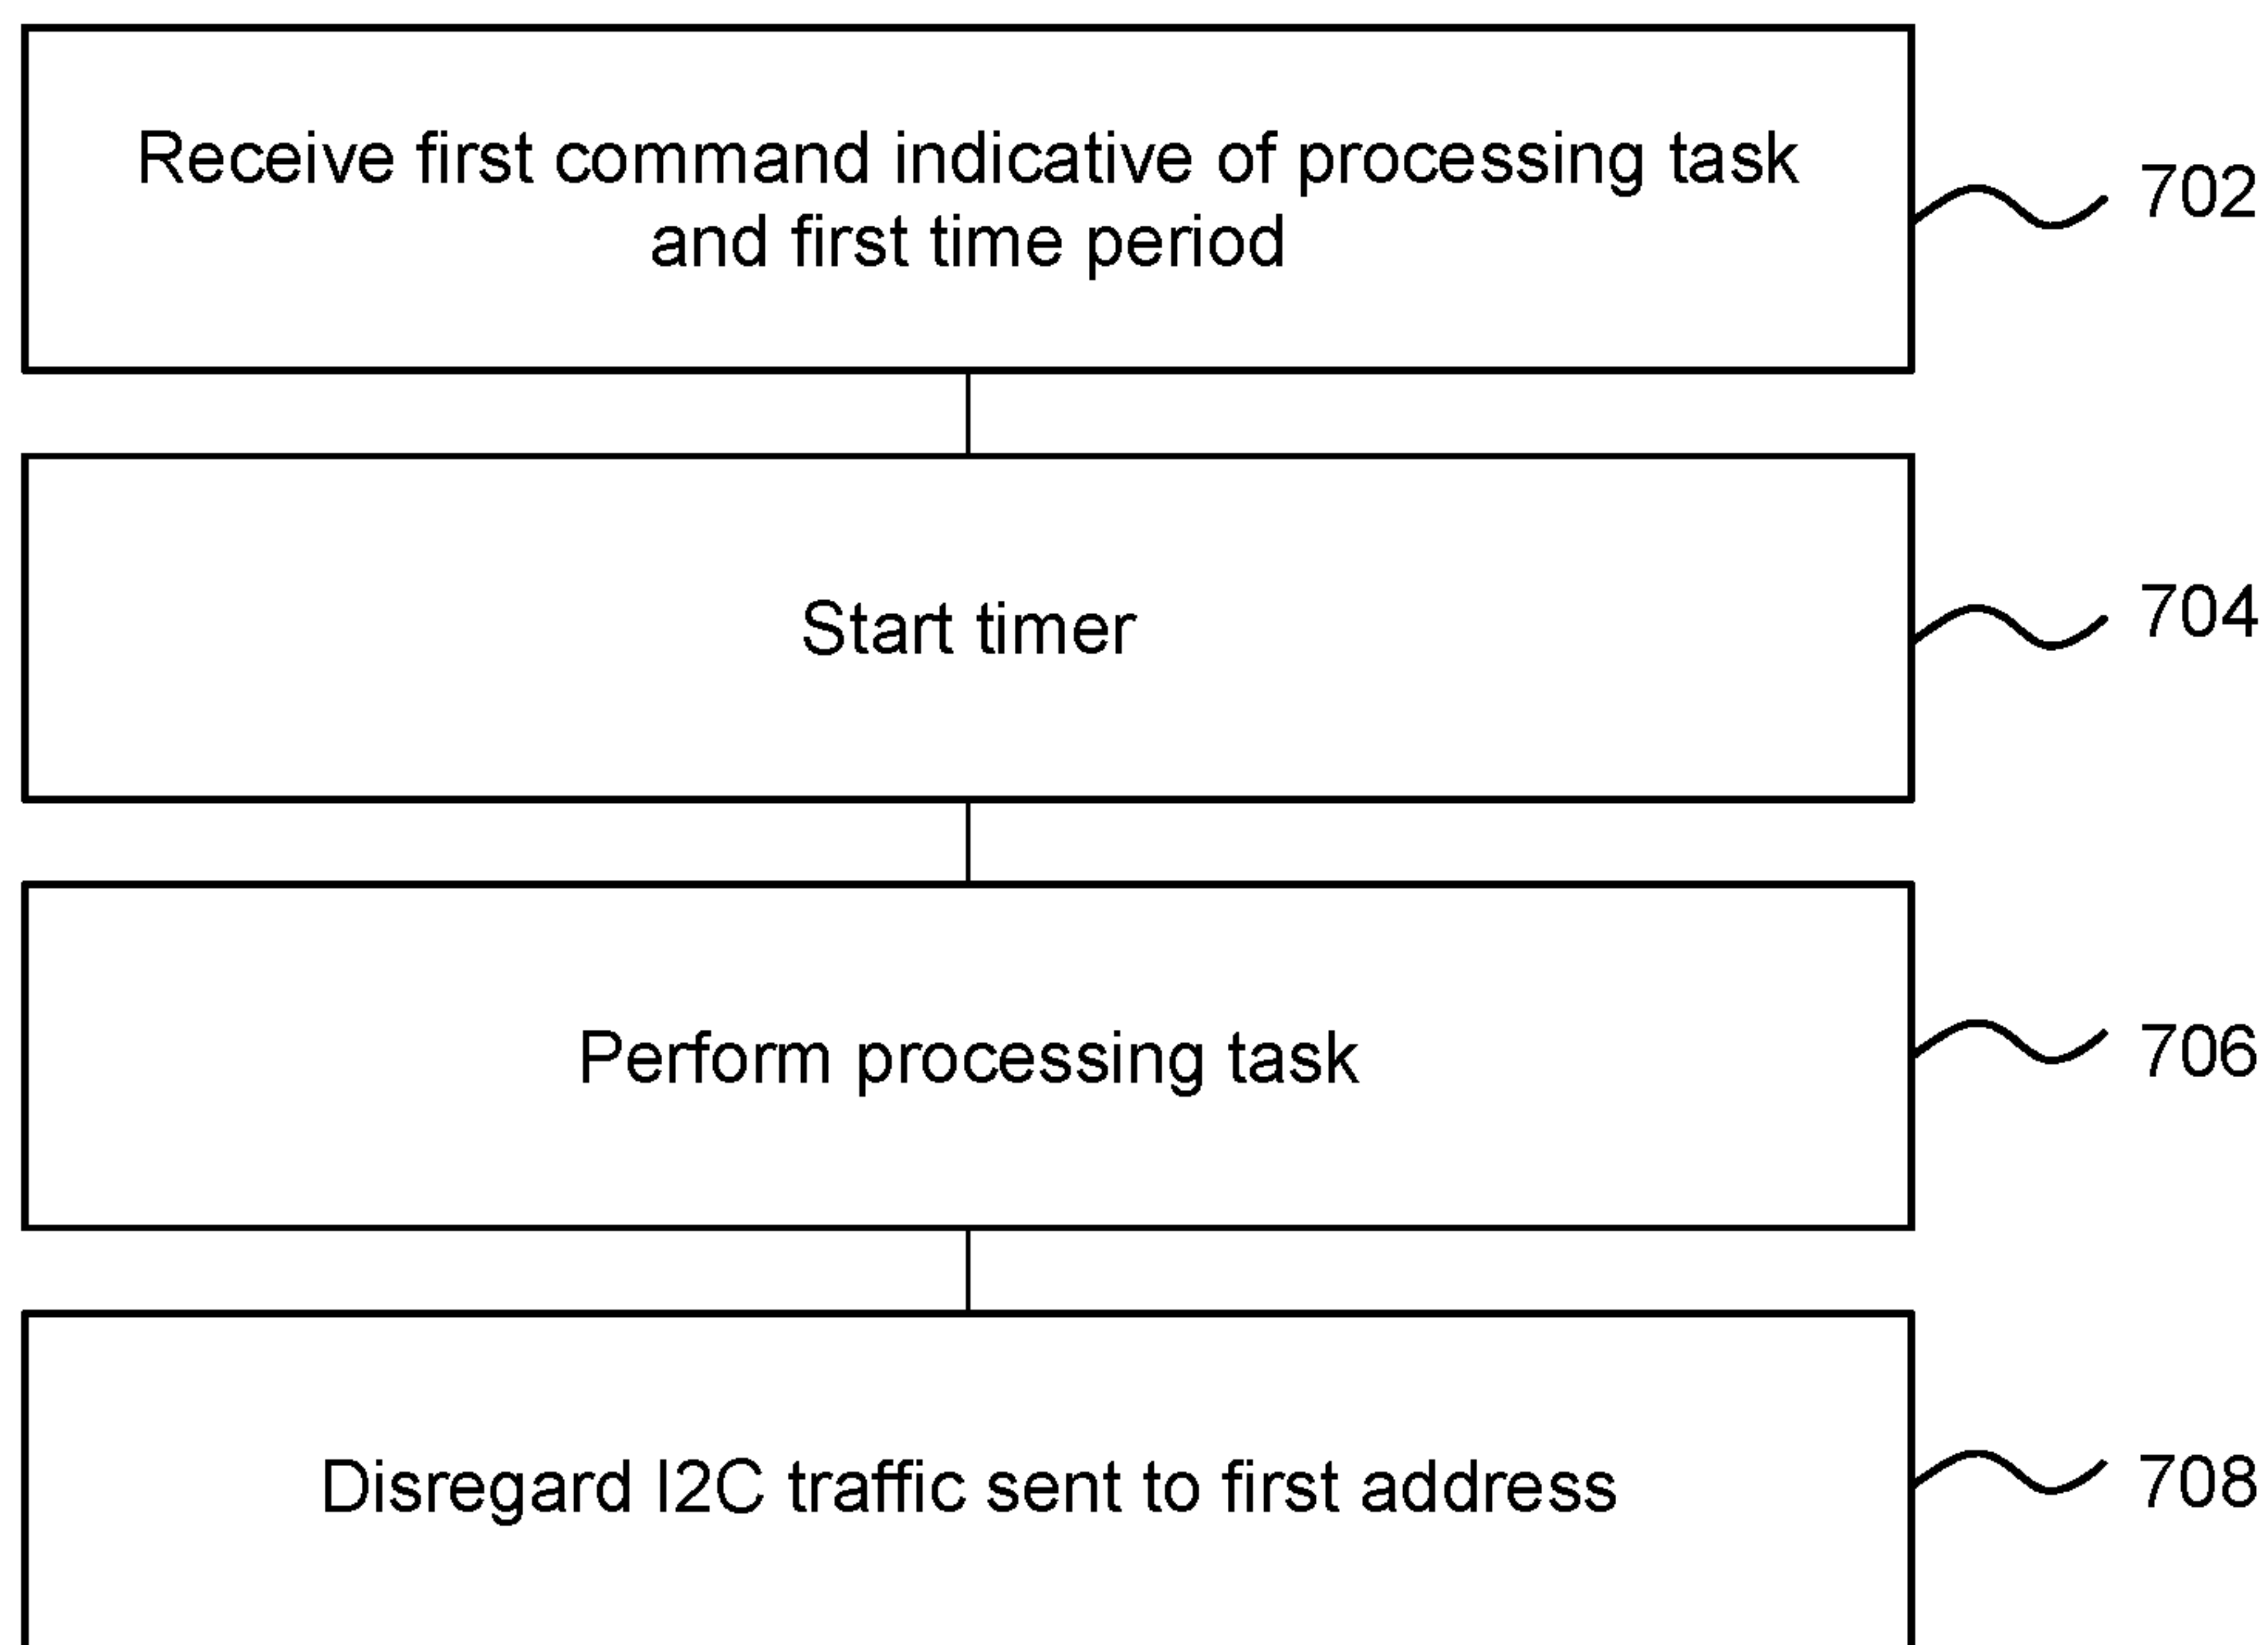 Receive first command indicative of processing task
and first time period
702
Start timer
704
Perform processing task
706
Disregard I2C traffic sent to first address
708